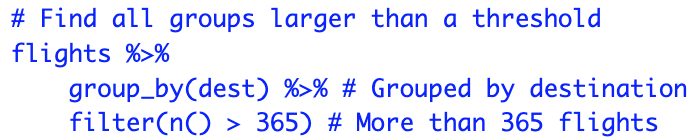 # Find all groups larger than a threshold
flights %>%
    group_by(dest) %>% # Grouped by destination
    filter(n() > 365) # More than 365 flights